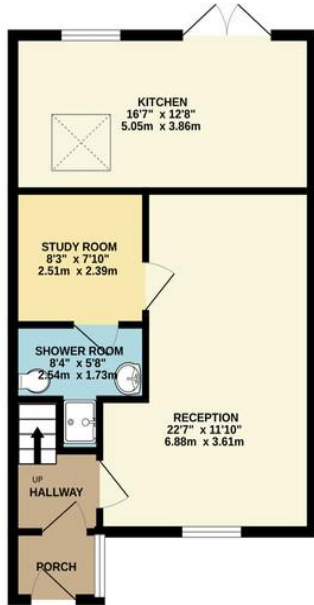 KITCHEN
16'7" x 12'8"
5.05m x 3.86m
STUDY ROOM
8'3" x 7'10"
2.51m x 2.39m
SHOWER ROOM
8'4" x 5'8"
2.54m x 1.73m
RECEPTION
22'7" x 11'10"
6.88m x 3.61m
UP
HALLWAY
PORCH